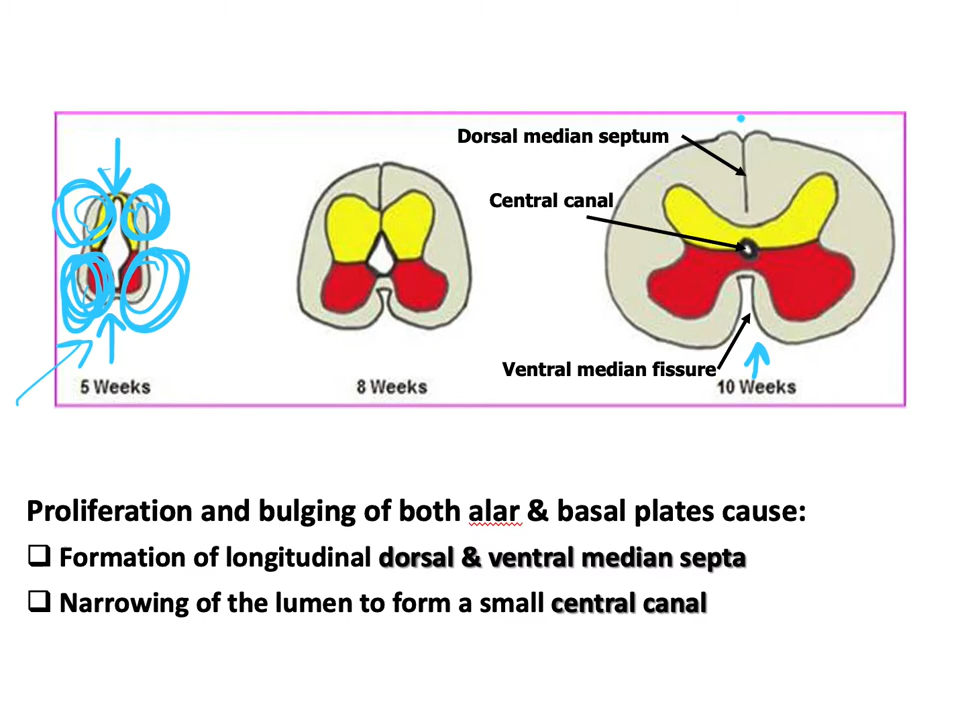 Dorsal median septum
Central canal
Ventral median fissure
5 Weeks
8 Weeks
10 Weeks
Proliferation and bulging of both alar & basal plates cause:
❑ Formation of longitudinal dorsal & ventral median septa
❑ Narrowing of the lumen to form a small central canal